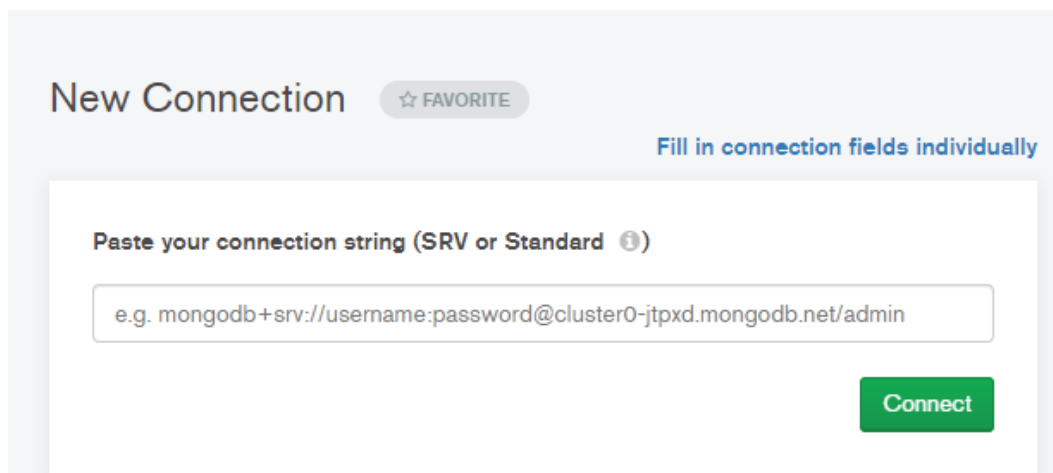 New Connection ☆ FAVORITE
Fill in connection fields individually
Paste your connection string (SRV or Standard i)
e.g. mongodb+srv://username:password@cluster0-jtpxd.mongodb.net/admin
Connect